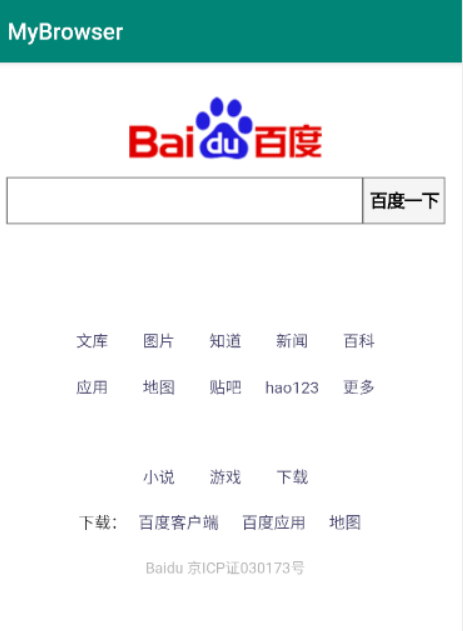 MyBrowser
Bai du 百度
百度一下
文库 图片 知道 新闻 百科
应用 地图 贴吧 hao123 更多
小说 游戏 下载
下载： 百度客户端 百度应用 地图
Baidu 京ICP证030173号